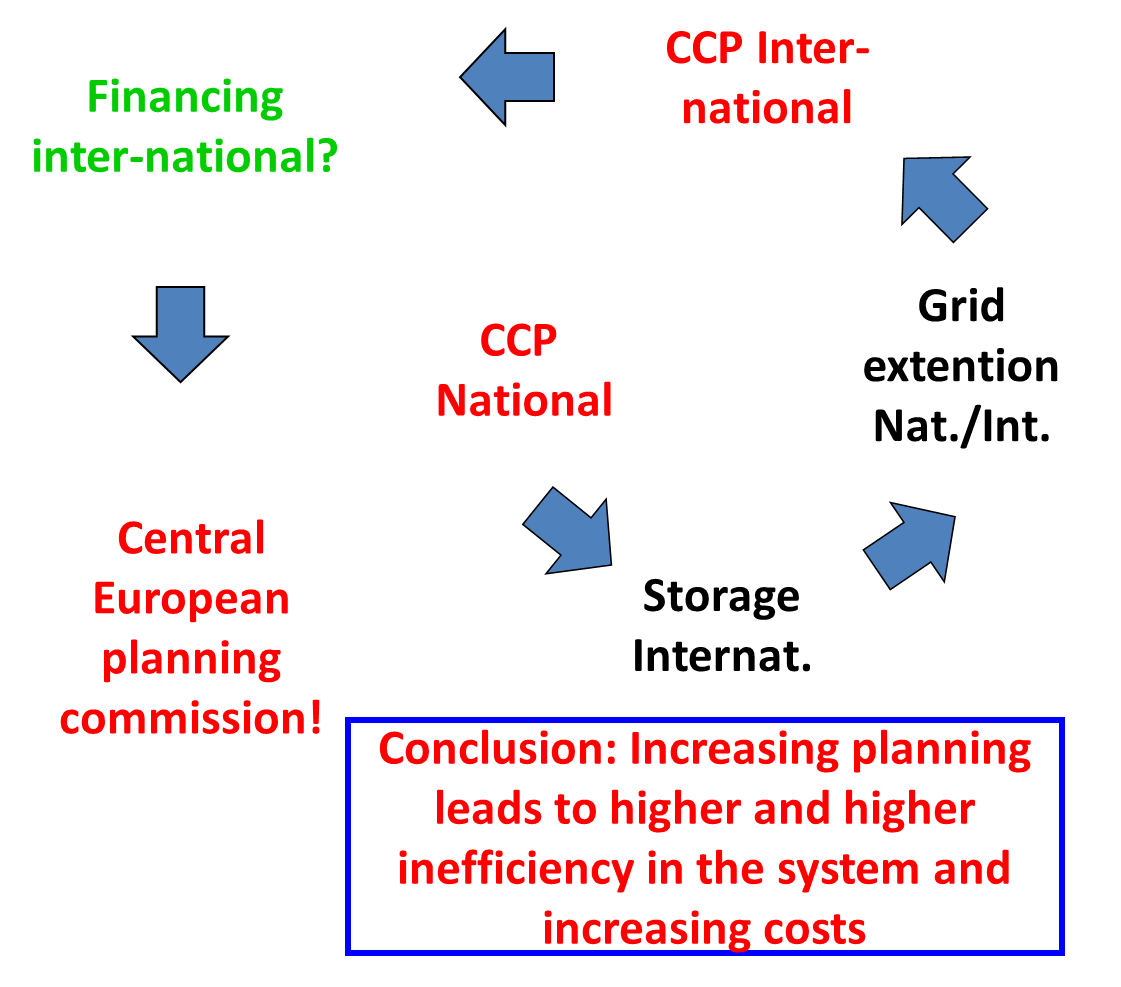 Financing
inter-national?
CCP Inter-
national
Grid
extention
Nat./Int.
CCP
National
Storage
Internat.
Central
European
planning
commission!
Conclusion: Increasing planning
leads to higher and higher
inefficiency in the system and
increasing costs